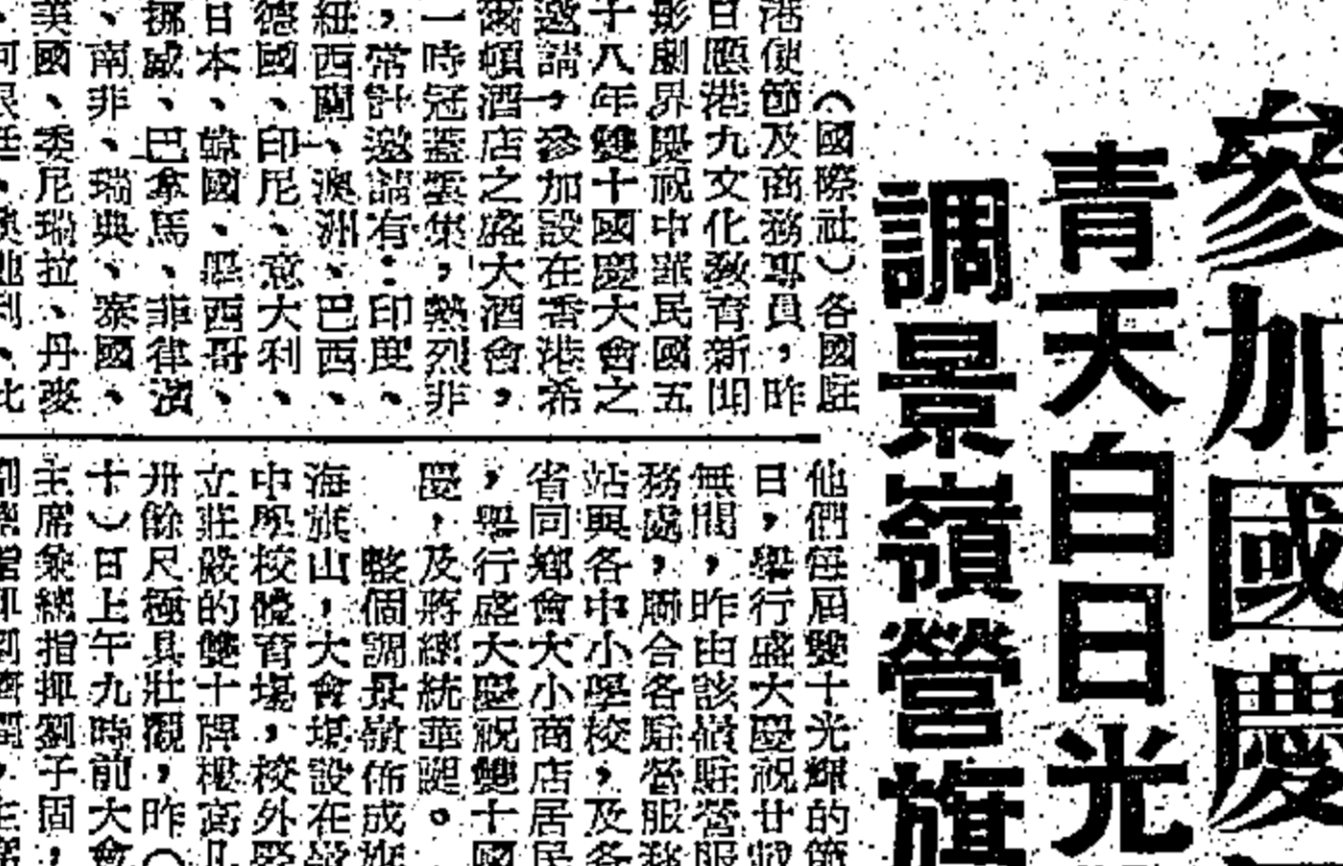 參加國慶
青天白日光
調景嶺營旗
（國際社）各國駐
港使節及商務專員，昨
日應港九文化教育新聞
影劇界慶祝中華民國五
十八年雙十國慶大會之
邀請，參加設在香港希
爾頓酒店之盛大酒會，
一時冠蓋雲集，熱烈非
，常計邀請有：印度、
紐西蘭、澳洲、巴西、
德國、印尼、意大利、
日本、韓國、墨西哥、
挪威、巴拿馬、菲律濱
、南非、瑞典、泰國、
美國、委尼瑞拉、丹麥
他們每屆雙十光輝的節
日，舉行盛大慶祝廿載
無間，昨由該嶺駐營服
務處，聯合各駐營服務
站與各中小學校，及各
省同鄉會大小商店居民
，舉行盛大慶祝雙十國
慶，及將總統華誕。
整個調景嶺佈成旗
海旗山，大會場設在
中學校體育場，校外
立莊嚴的雙十牌樓高
卅餘尺極具壯觀，昨（
十）日上午九時前大會
主席兼總指揮劉子固，